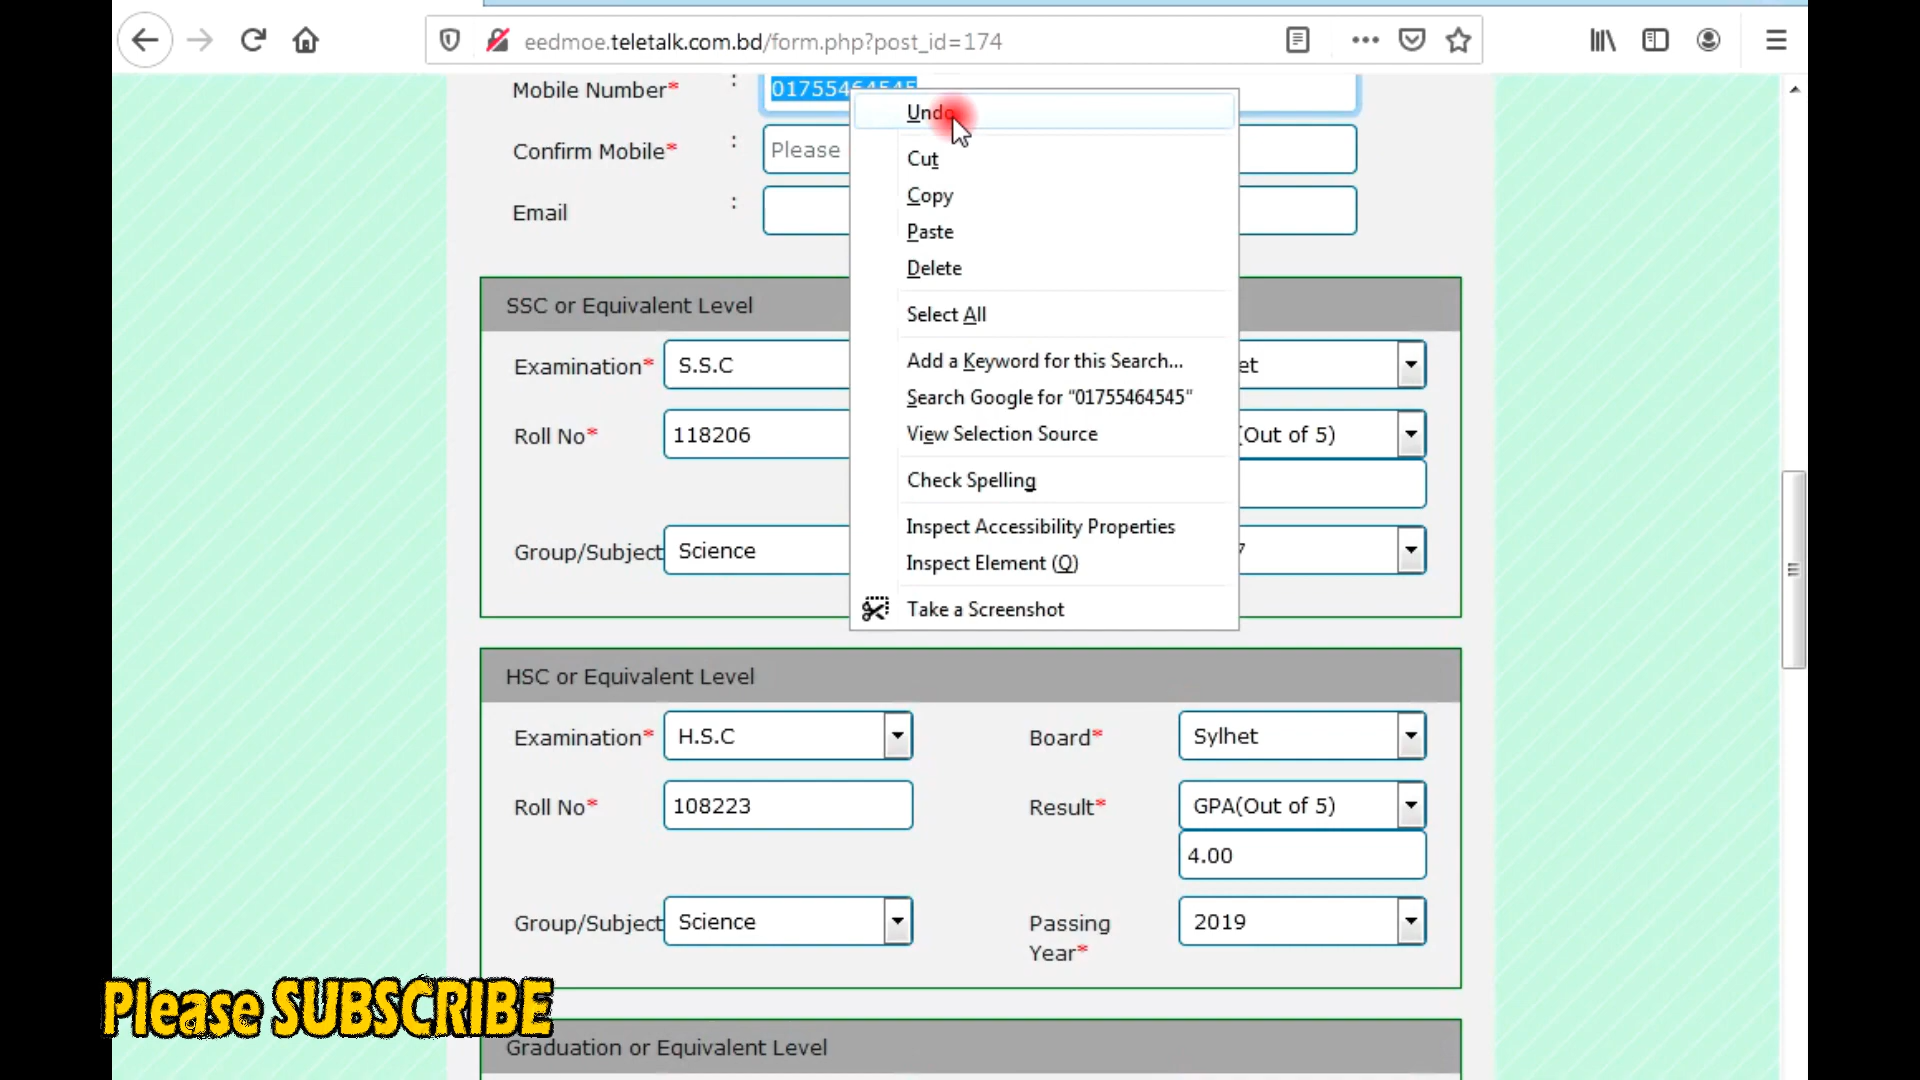 eedmoe.teletalk.com.bd/form.php?post_id=174
Mobile Number* : 01755464545
Confirm Mobile* : Please
Email :
Undo
Cut
Copy
Paste
Delete
Select All
Add a Keyword for this Search...
Search Google for "01755464545"
View Selection Source
Check Spelling
Inspect Accessibility Properties
Inspect Element (Q)
Take a Screenshot
SSC or Equivalent Level
Examination* S.S.C et
Roll No* 118206 (Out of 5)
Group/Subject Science 7
HSC or Equivalent Level
Examination* H.S.C Board* Sylhet
Roll No* 108223 Result* GPA(Out of 5)
4.00
Group/Subject Science Passing Year* 2019
Please SUBSCRIBE
Graduation or Equivalent Level